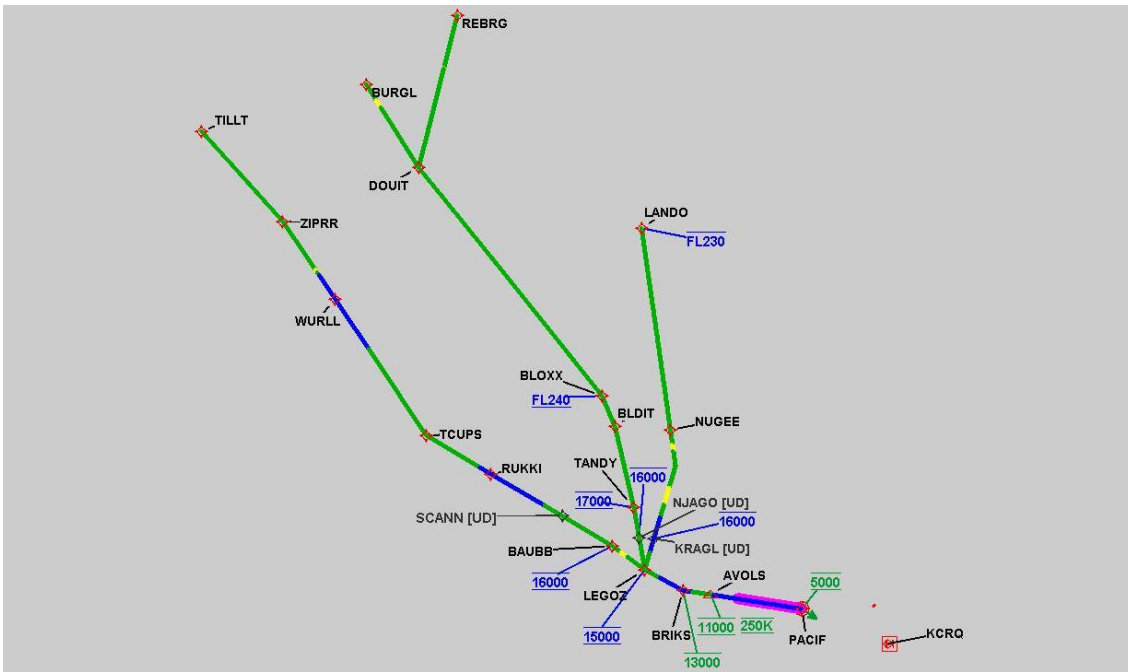 REBRG
BURGL
TILLT
DOUIT
LANDO
ZIPRR
FL230
WURLL
BLOXX
FL240
BLDIT
NUGEE
TCUPS
TANDY
RUKKI
16000
17000
NJAGO [UD]
SCANN [UD]
16000
KRAGL [UD]
BAUBB
16000
AVOLS
5000
LEGOZ
15000
BRIKS
11000
250K
PACIF
KCRQ
13000